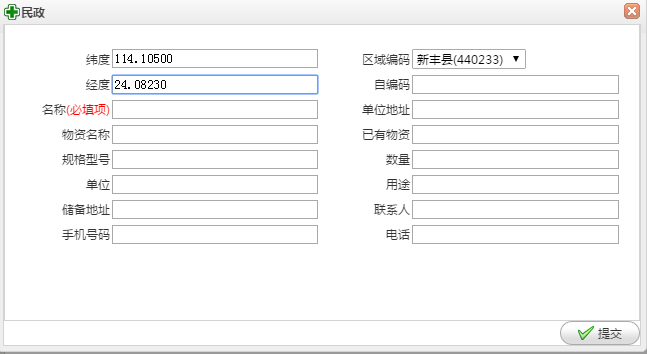 民政
纬度 114.10500 区域编码 新丰县(440233)
经度 24.08230 自编码
名称(必填项) 单位地址
物资名称 已有物资
规格型号 数量
单位 用途
储备地址 联系人
手机号码 电话
提交